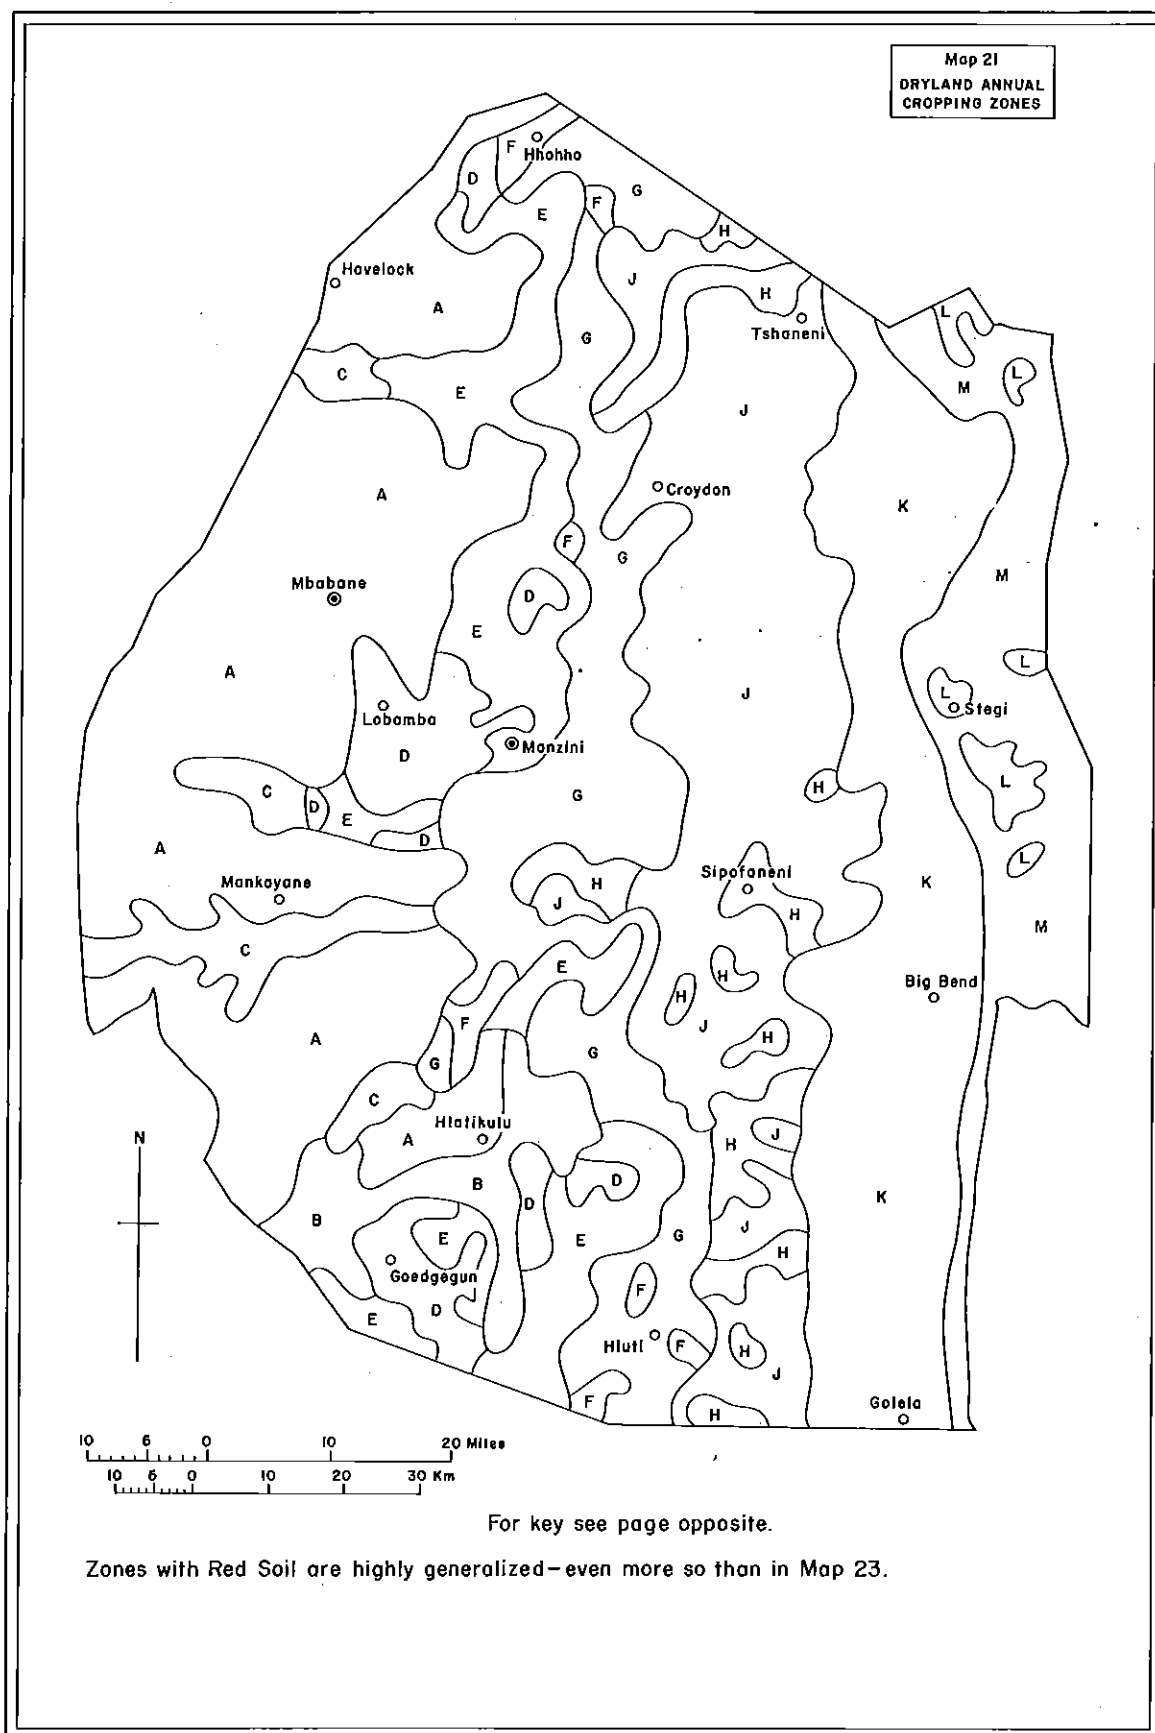 Map 21
DRYLAND ANNUAL
CROPPING ZONES
F
Hhohho
D
G
F
E
H
Havelock
J
H
L
A
Tshaneni
G
C
L
E
M
J
A
Croydon
K
F
G
M
Mbabane
D
E
L
A
J
L
Stegi
Lobamba
Manzini
D
L
C
H
G
D
E
D
A
L
H
Sipofaneni
K
Mankayane
J
H
M
C
E
H
Big Bend
H
F
J
A
H
G
G
C
Hlatikulu
J
N
A
H
B
D
D
K
B
J
E
E
G
H
Goedgegun
F
D
E
Hluti
F
H
J
F
H
Golela
10 6 0 10 20 Miles
10 6 0 10 20 30 Km
For key see page opposite.
Zones with Red Soil are highly generalized–even more so than in Map 23.